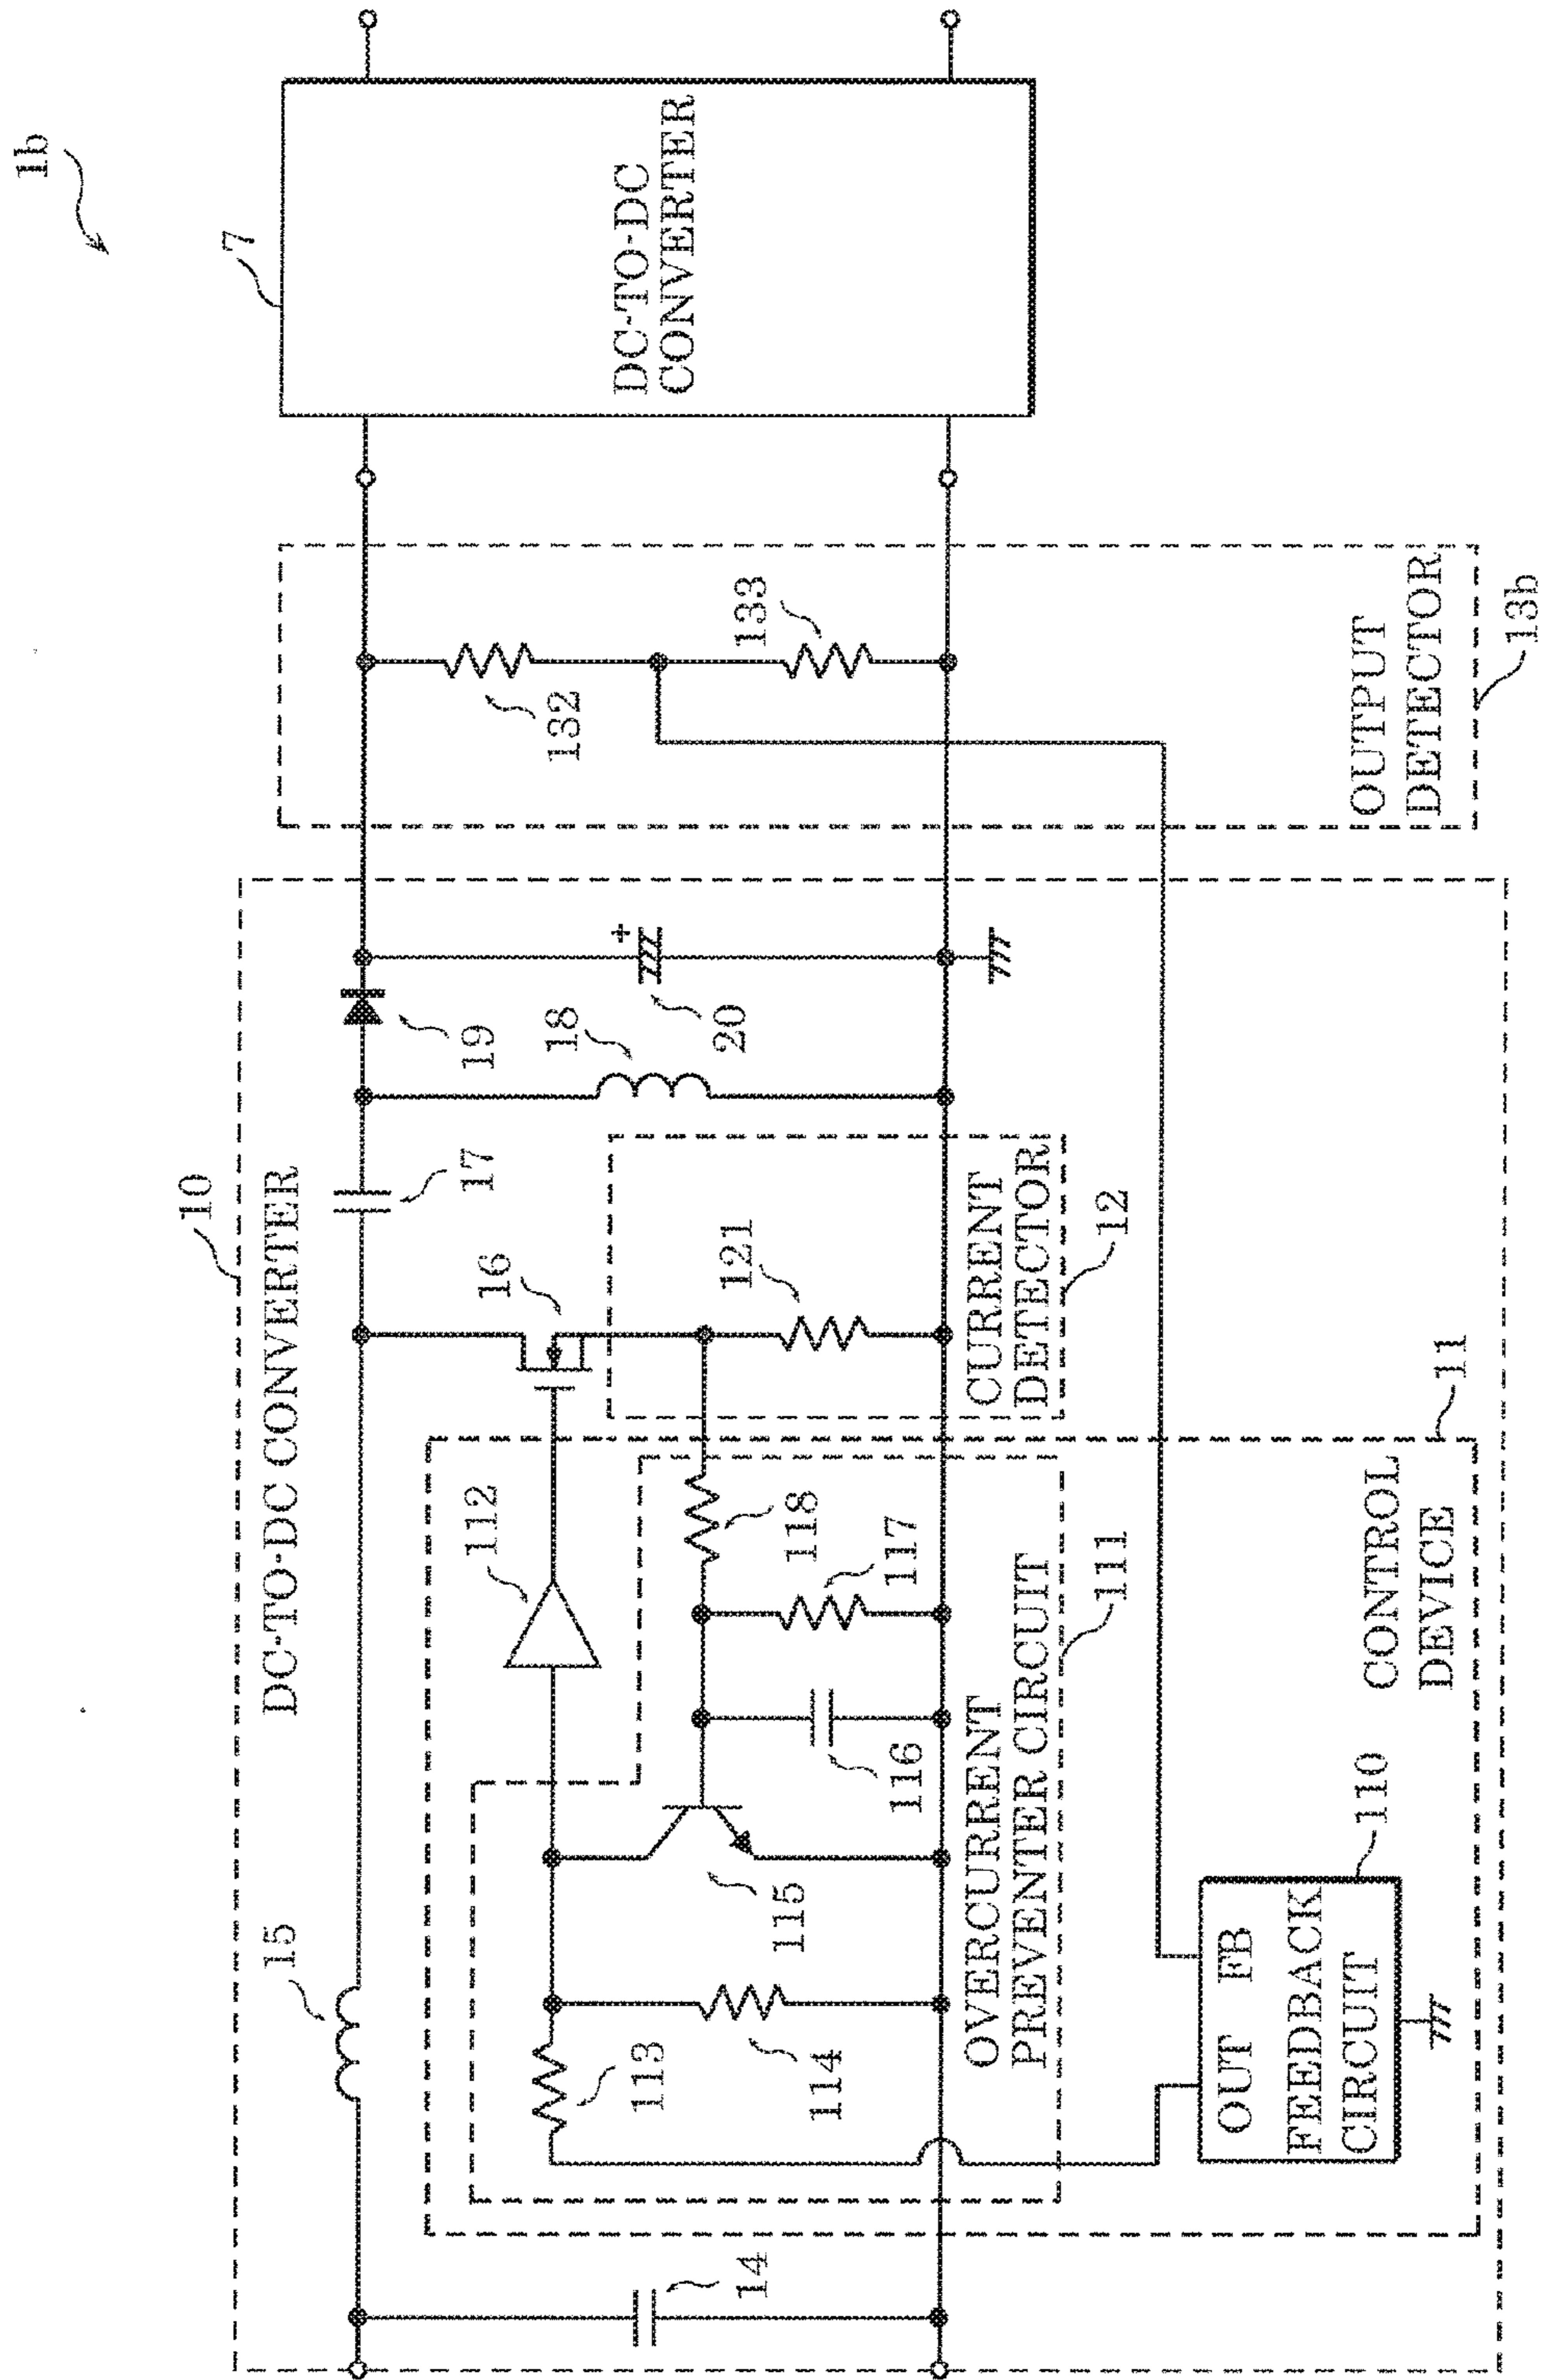 1b
10
DC-TO-DC CONVERTER
15
112
16
17
19
18
+
20
7
DC-TO-DC
CONVERTER
132
133
113
114
115
116
118
117
121
OVERCURRENT
PREVENTER CIRCUIT
111
CURRENT
DETECTOR
12
OUT FB
FEEDBACK
CIRCUIT
110
CONTROL
DEVICE
11
OUTPUT
DETECTOR
13b
14